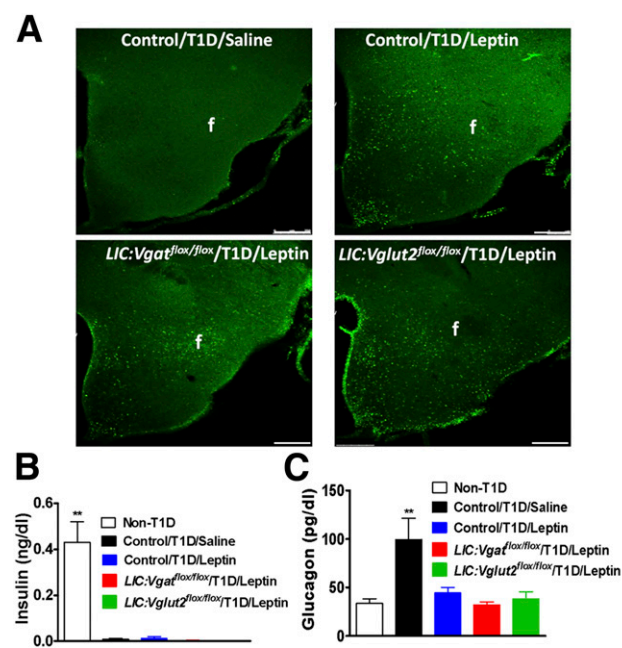 A
Control/T1D/Saline
Control/T1D/Leptin
f
f
LIC:Vgatflox/flox/T1D/Leptin
LIC:Vglut2flox/flox/T1D/Leptin
f
f
B
Insulin (ng/dl)
0.6
0.4
0.2
0.0
**
Non-T1D
Control/T1D/Saline
Control/T1D/Leptin
LIC:Vgatflox/flox/T1D/Leptin
LIC:Vglut2flox/flox/T1D/Leptin
C
Glucagon (pg/dl)
150
100
50
0
**
Non-T1D
Control/T1D/Saline
Control/T1D/Leptin
LIC:Vgatflox/flox/T1D/Leptin
LIC:Vglut2flox/flox/T1D/Leptin